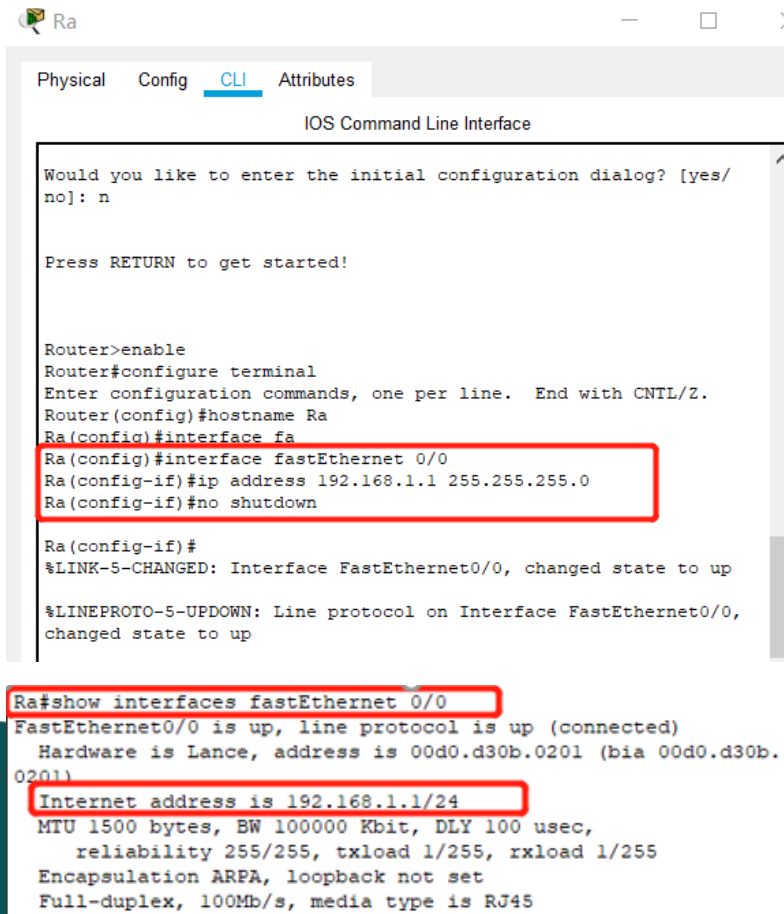 Ra
Physical Config CLI Attributes
IOS Command Line Interface
Would you like to enter the initial configuration dialog? [yes/
no]: n
Press RETURN to get started!
Router>enable
Router#configure terminal
Enter configuration commands, one per line.  End with CNTL/Z.
Router(config)#hostname Ra
Ra(config)#interface fa
Ra(config)#interface fastEthernet 0/0
Ra(config-if)#ip address 192.168.1.1 255.255.255.0
Ra(config-if)#no shutdown
Ra(config-if)#
%LINK-5-CHANGED: Interface FastEthernet0/0, changed state to up
%LINEPROTO-5-UPDOWN: Line protocol on Interface FastEthernet0/0,
changed state to up
Ra#show interfaces fastEthernet 0/0
FastEthernet0/0 is up, line protocol is up (connected)
Hardware is Lance, address is 00d0.d30b.0201 (bia 00d0.d30b.
0201)
Internet address is 192.168.1.1/24
MTU 1500 bytes, BW 100000 Kbit, DLY 100 usec,
reliability 255/255, txload 1/255, rxload 1/255
Encapsulation ARPA, loopback not set
Full-duplex, 100Mb/s, media type is RJ45